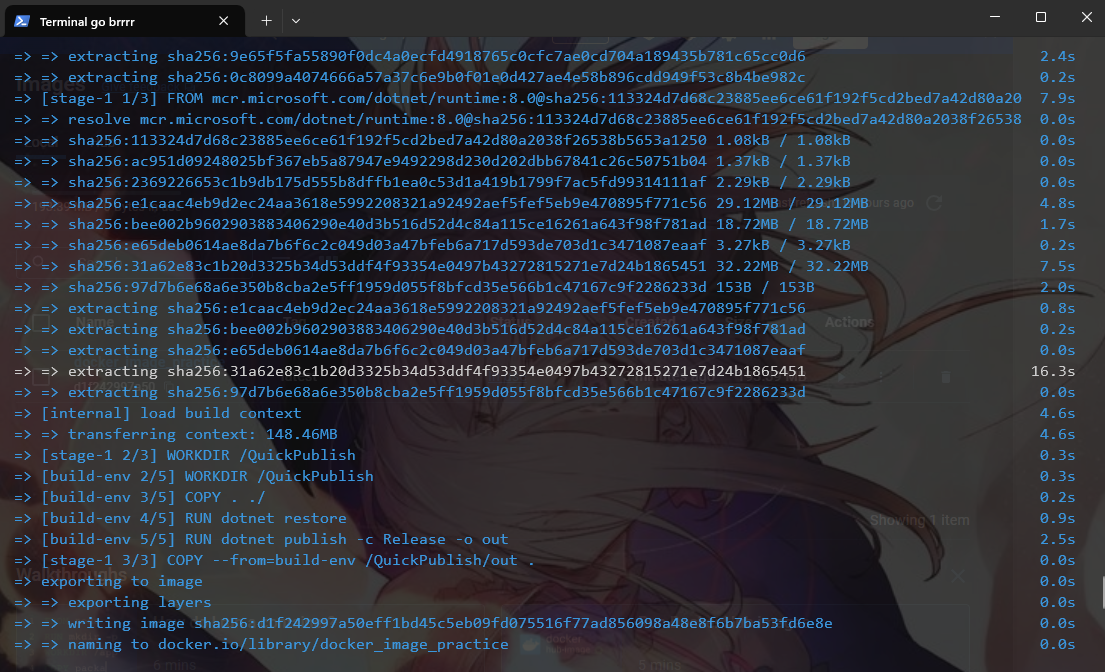 Terminal go brrrr
=> => extracting sha256:9e65f5fa55890f0dc4a0ecfd4918765c0cfc7ae0cd704a189435b781c65cc0d6 2.4s
=> => extracting sha256:0c8099a4074666a57a37c6e9b0f01e0d427ae4e58b896cdd949f53c8b4be982c 0.2s
=> [stage-1 1/3] FROM mcr.microsoft.com/dotnet/runtime:8.0@sha256:113324d7d68c23885ee6ce61f192f5cd2bed7a42d80a20 7.9s
=> => resolve mcr.microsoft.com/dotnet/runtime:8.0@sha256:113324d7d68c23885ee6ce61f192f5cd2bed7a42d80a2038f26538 0.0s
=> => sha256:113324d7d68c23885ee6ce61f192f5cd2bed7a42d80a2038f26538b5653a1250 1.08kB / 1.08kB 0.0s
=> => sha256:ac951d09248025bf367eb5a87947e9492298d230d202dbb67841c26c50751b04 1.37kB / 1.37kB 0.0s
=> => sha256:2369226653c1b9db175d555b8dffb1ea0c53d1a419b1799f7ac5fd99314111af 2.29kB / 2.29kB 0.0s
=> => sha256:e1caac4eb9d2ec24aa3618e5992208321a92492aef5fef5eb9e470895f771c56 29.12MB / 29.12MB 4.8s
=> => sha256:bee002b9602903883406290e40d3b516d52d4c84a115ce16261a643f98f781ad 18.72MB / 18.72MB 1.7s
=> => sha256:e65deb0614ae8da7b6f6c2c049d03a47bfeb6a717d593de703d1c3471087eaaf 3.27kB / 3.27kB 0.2s
=> => sha256:31a62e83c1b20d3325b34d53ddf4f93354e0497b43272815271e7d24b1865451 32.22MB / 32.22MB 7.5s
=> => sha256:97d7b6e68a6e350b8cba2e5ff1959d055f8bfcd35e566b1c47167c9f2286233d 153B / 153B 2.0s
=> => extracting sha256:e1caac4eb9d2ec24aa3618e5992208321a92492aef5fef5eb9e470895f771c56 0.8s
=> => extracting sha256:bee002b9602903883406290e40d3b516d52d4c84a115ce16261a643f98f781ad 0.2s
=> => extracting sha256:e65deb0614ae8da7b6f6c2c049d03a47bfeb6a717d593de703d1c3471087eaaf 0.0s
=> => extracting sha256:31a62e83c1b20d3325b34d53ddf4f93354e0497b43272815271e7d24b1865451 16.3s
=> => extracting sha256:97d7b6e68a6e350b8cba2e5ff1959d055f8bfcd35e566b1c47167c9f2286233d 0.0s
=> [internal] load build context 4.6s
=> => transferring context: 148.46MB 4.6s
=> [stage-1 2/3] WORKDIR /QuickPublish 0.3s
=> [build-env 2/5] WORKDIR /QuickPublish 0.3s
=> [build-env 3/5] COPY . ./ 0.2s
=> [build-env 4/5] RUN dotnet restore 0.9s
=> [build-env 5/5] RUN dotnet publish -c Release -o out 2.5s
=> [stage-1 3/3] COPY --from=build-env /QuickPublish/out . 0.0s
=> exporting to image 0.0s
=> => exporting layers 0.0s
=> => writing image sha256:d1f242997a50eff1bd45c5eb09fd075516f77ad856098a48e8f6b7ba53fd6e8e 0.0s
=> => naming to docker.io/library/docker_image_practice 0.0s
Images
Actions
Showing 1 item
Walkthroughs